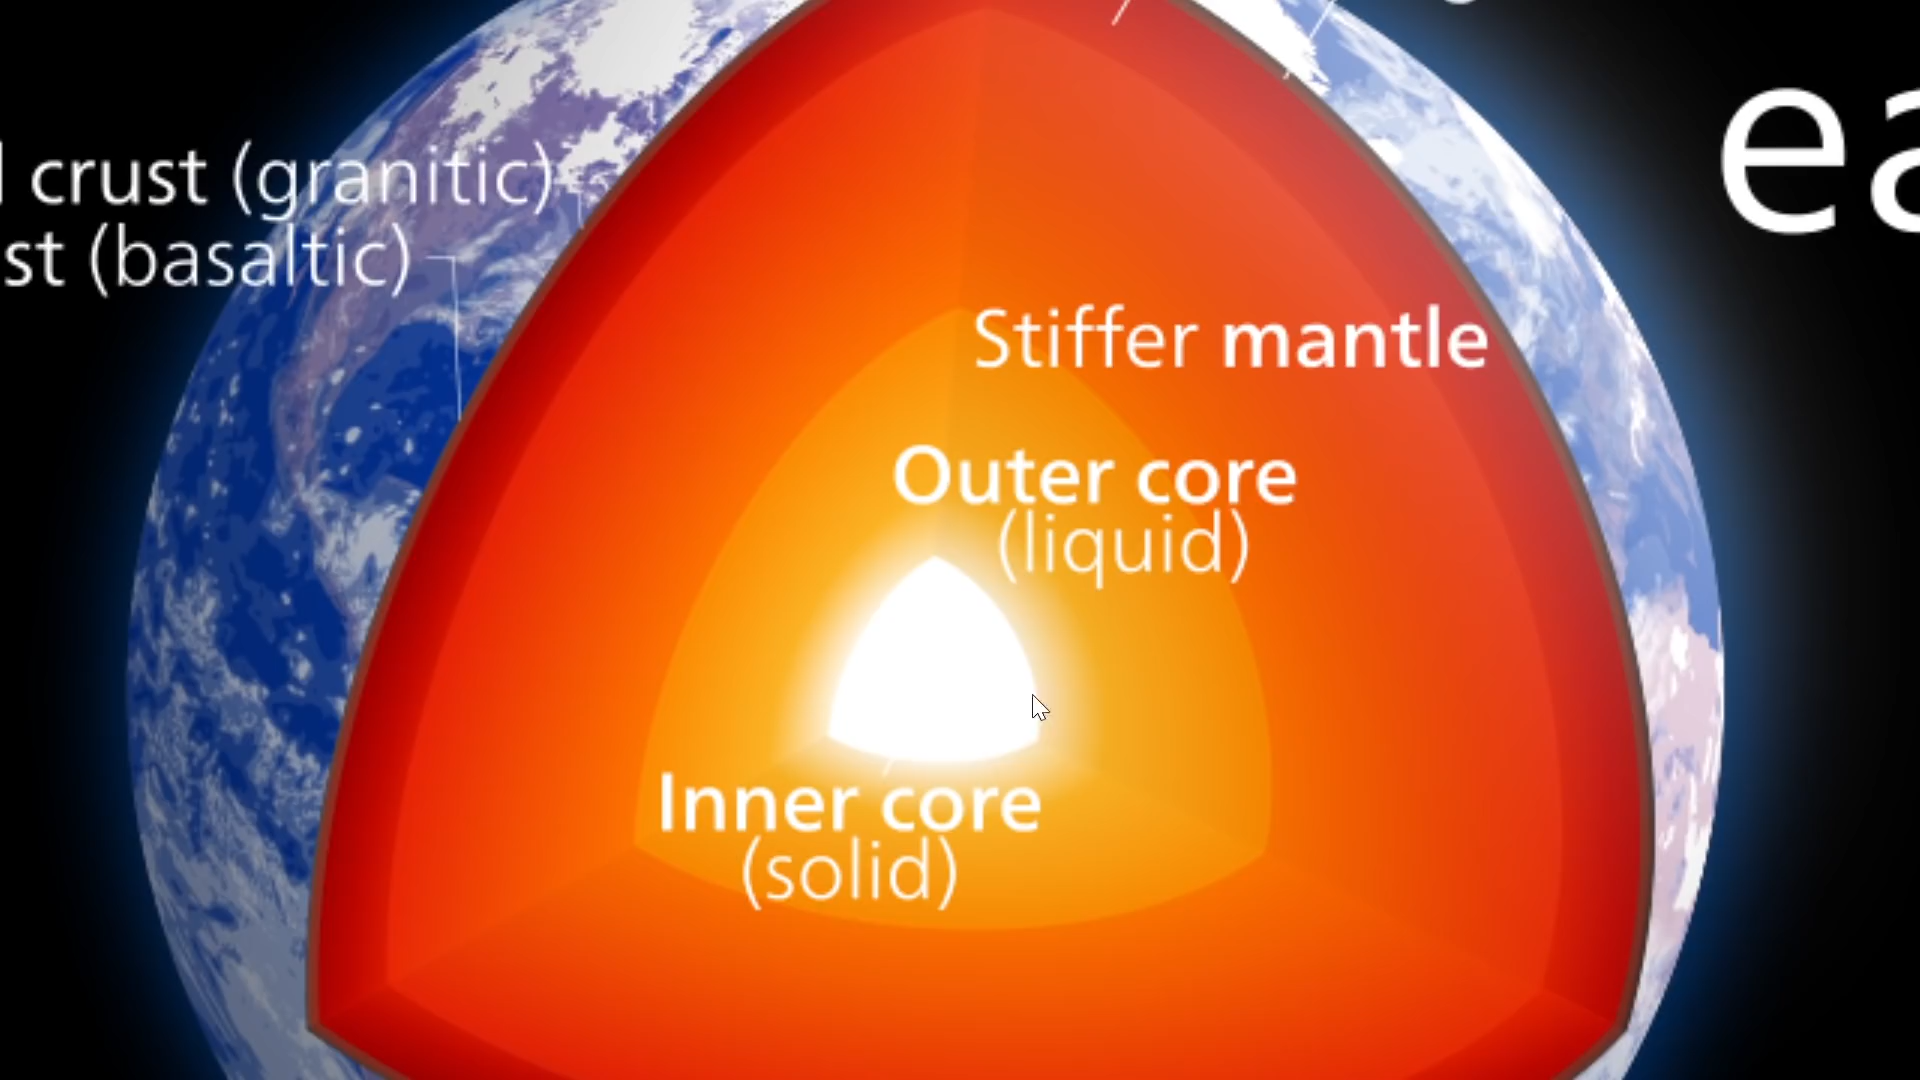 crust (granitic)
st (basaltic)
ea
Stiffer mantle
Outer core
(liquid)
Inner core
(solid)